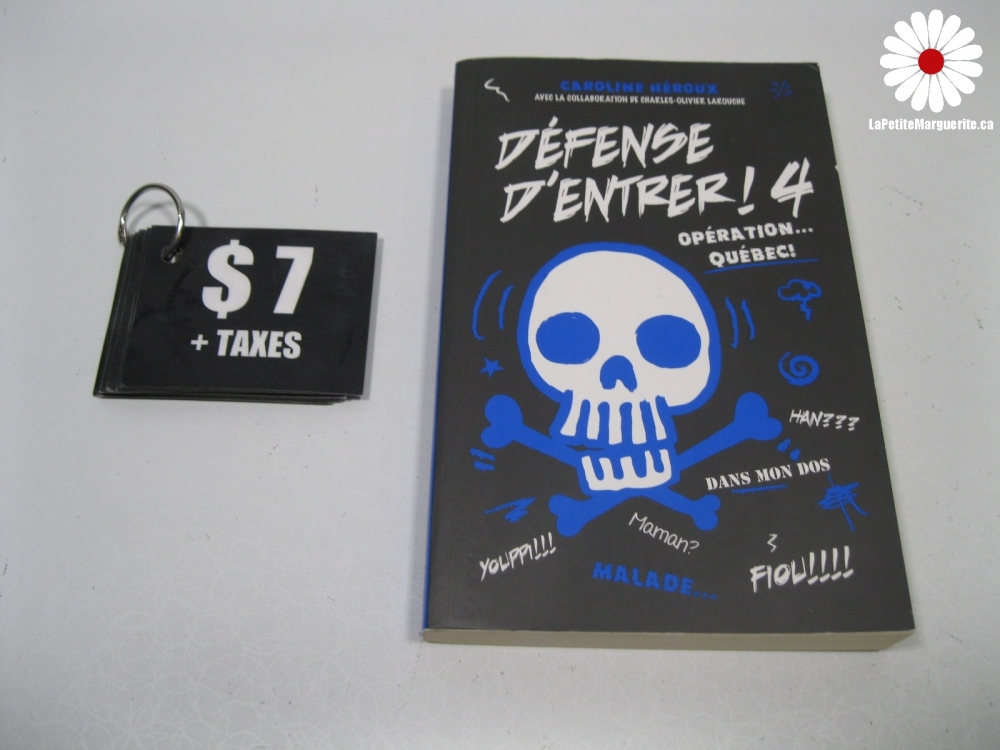 LaPetiteMarguerite.ca
$ 7
+ TAXES
CAROLINE HÉROUX
AVEC LA COLLABORATION DE CHARLES-OLIVIER LAROUCHE
DÉFENSE
D'ENTRER! 4
OPÉRATION...
QUÉBEC!
HAN???
DANS MON DOS
Maman?
YOUPPI!!!
FIOU!!!!
MALADE...